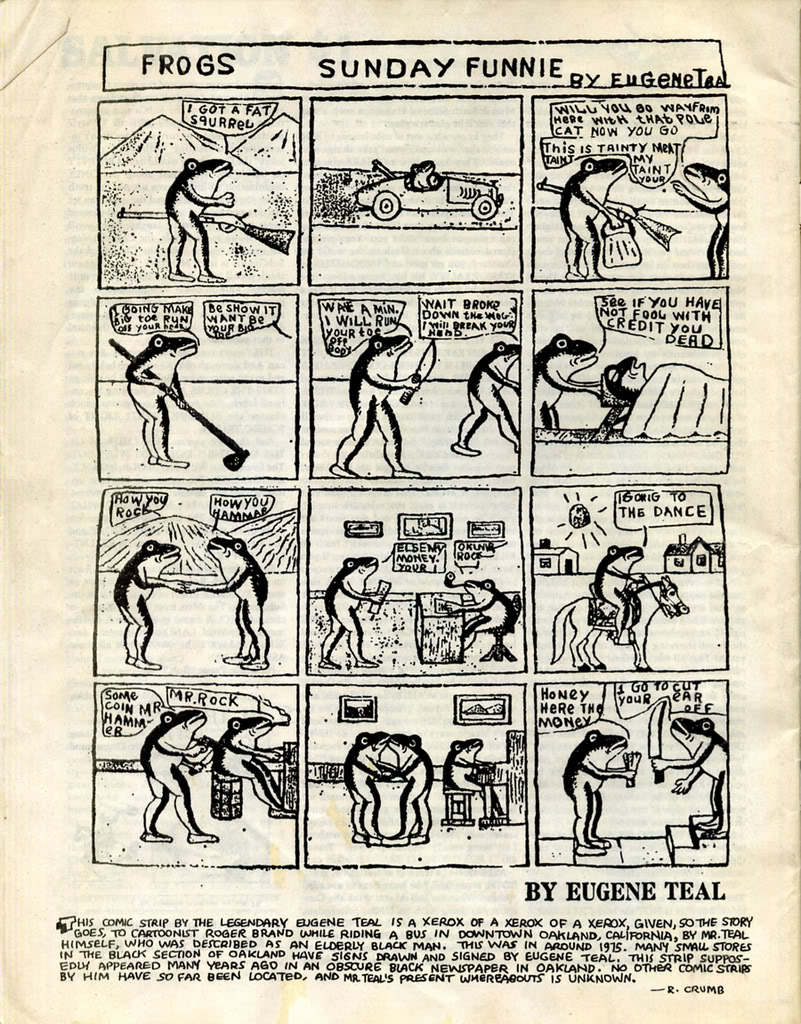 FROGS SUNDAY FUNNIE BY EUGENE TEAL
I GOT A FAT
SQURREL
WILL YOU GO WAY FROM
HERE WITH THAT POLE
CAT NOW YOU GO
THIS IS TAINTY MEAT
TAINT MY
TAINT
YOUR
I GOING MAKE
BIG TOE RUN
OFF YOUR HEAD
BE SHOW IT
WANT BE
YOUR BIG
TOE
WAE A MIN.
I WILL RUN
YOUR TOE
OFF
BODY
WAIT BROKE
DOWN THE
I WILL BREAK YOUR
HEAD.
SEE IF YOU HAVE
NOT FOOL WITH
CREDIT YOU
DEAD
HOW YOU
ROCK
HOW YOU
HAMMAR
ELSEMY
MONEY.
YOUR
OKING
ROCK
I GONIG TO
THE DANCE
SOME
COIN MR
HAMM-
ER
MR. ROCK
HONEY
HERE THE
MONEY
I GO TO CUT
YOUR EAR
OFF
BY EUGENE TEAL
THIS COMIC STRIP BY THE LEGENDARY EUGENE TEAL IS A XEROX OF A XEROX OF A XEROX, GIVEN, SO THE STORY
GOES, TO CARTOONIST ROGER BRAND WHILE RIDING A BUS IN DOWNTOWN OAKLAND, CALIFORNIA, BY MR. TEAL
HIMSELF, WHO WAS DESCRIBED AS AN ELDERLY BLACK MAN. THIS WAS IN AROUND 1975. MANY SMALL STORES
IN THE BLACK SECTION OF OAKLAND HAVE SIGNS DRAWN AND SIGNED BY EUGENE TEAL. THIS STRIP SUPPOS-
EDLY APPEARED MANY YEARS AGO IN AN OBSCURE BLACK NEWSPAPER IN OAKLAND. NO OTHER COMIC STRIPS
BY HIM HAVE SO FAR BEEN LOCATED, AND MR. TEAL'S PRESENT WHEREABOUTS IS UNKNOWN.
—R. CRUMB